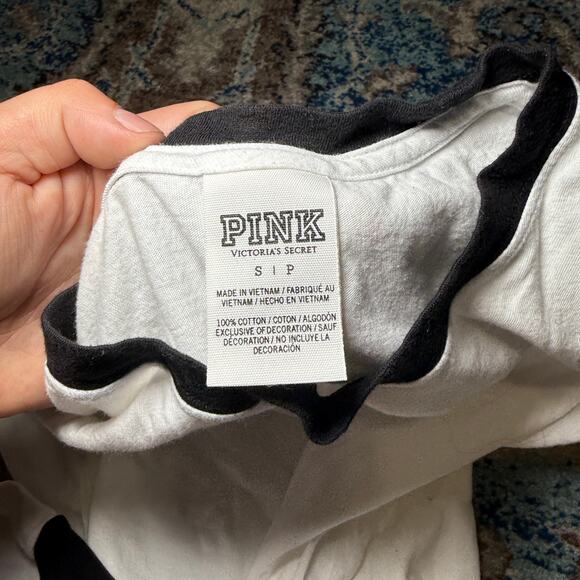 PINK
VICTORIA'S SECRET
S | P
MADE IN VIETNAM / FABRIQUÉ AU
VIETNAM / HECHO EN VIETNAM
100% COTTON / COTON / ALGODÓN
EXCLUSIVE OF DECORATION / SAUF
DÉCORATION / NO INCLUYE LA
DECORACIÓN